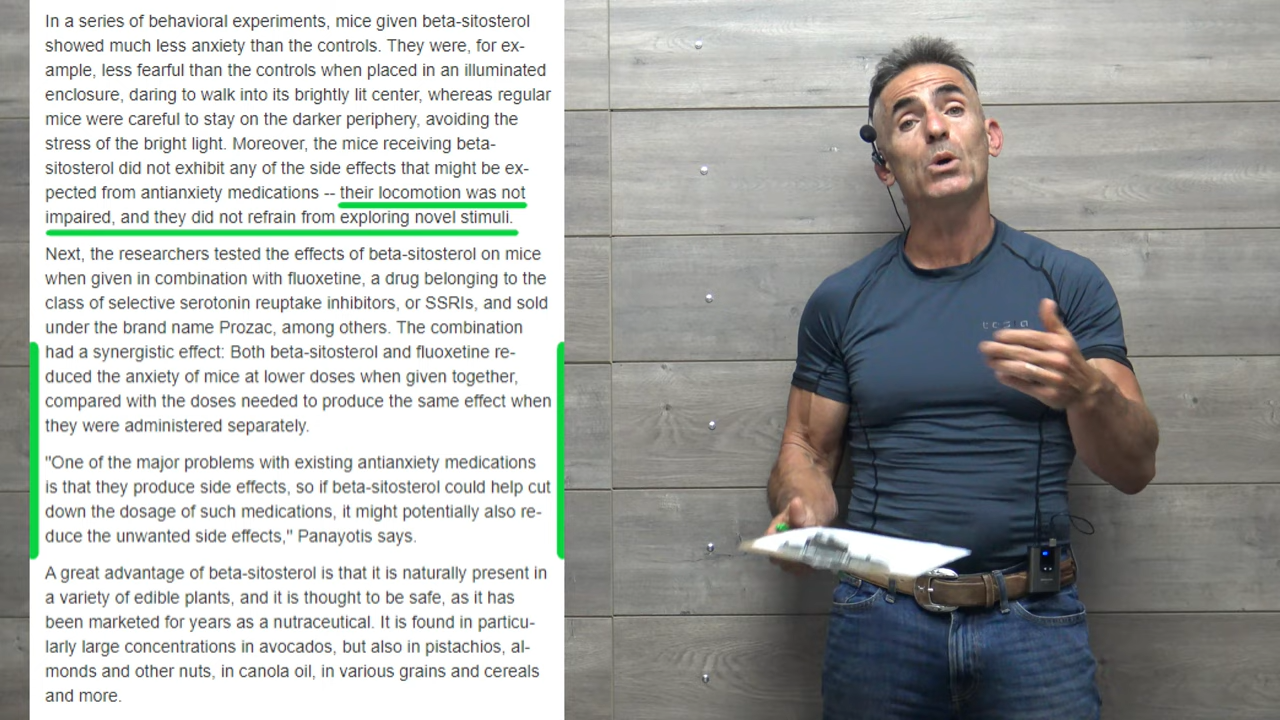 In a series of behavioral experiments, mice given beta-sitosterol
showed much less anxiety than the controls. They were, for ex-
ample, less fearful than the controls when placed in an illuminated
enclosure, daring to walk into its brightly lit center, whereas regular
mice were careful to stay on the darker periphery, avoiding the
stress of the bright light. Moreover, the mice receiving beta-
sitosterol did not exhibit any of the side effects that might be ex-
pected from antianxiety medications -- their locomotion was not
impaired, and they did not refrain from exploring novel stimuli.
Next, the researchers tested the effects of beta-sitosterol on mice
when given in combination with fluoxetine, a drug belonging to the
class of selective serotonin reuptake inhibitors, or SSRIs, and sold
under the brand name Prozac, among others. The combination
had a synergistic effect: Both beta-sitosterol and fluoxetine re-
duced the anxiety of mice at lower doses when given together,
compared with the doses needed to produce the same effect when
they were administered separately.
"One of the major problems with existing antianxiety medications
is that they produce side effects, so if beta-sitosterol could help cut
down the dosage of such medications, it might potentially also re-
duce the unwanted side effects," Panayotis says.
A great advantage of beta-sitosterol is that it is naturally present in
a variety of edible plants, and it is thought to be safe, as it has
been marketed for years as a nutraceutical. It is found in particu-
larly large concentrations in avocados, but also in pistachios, al-
monds and other nuts, in canola oil, in various grains and cereals
and more.